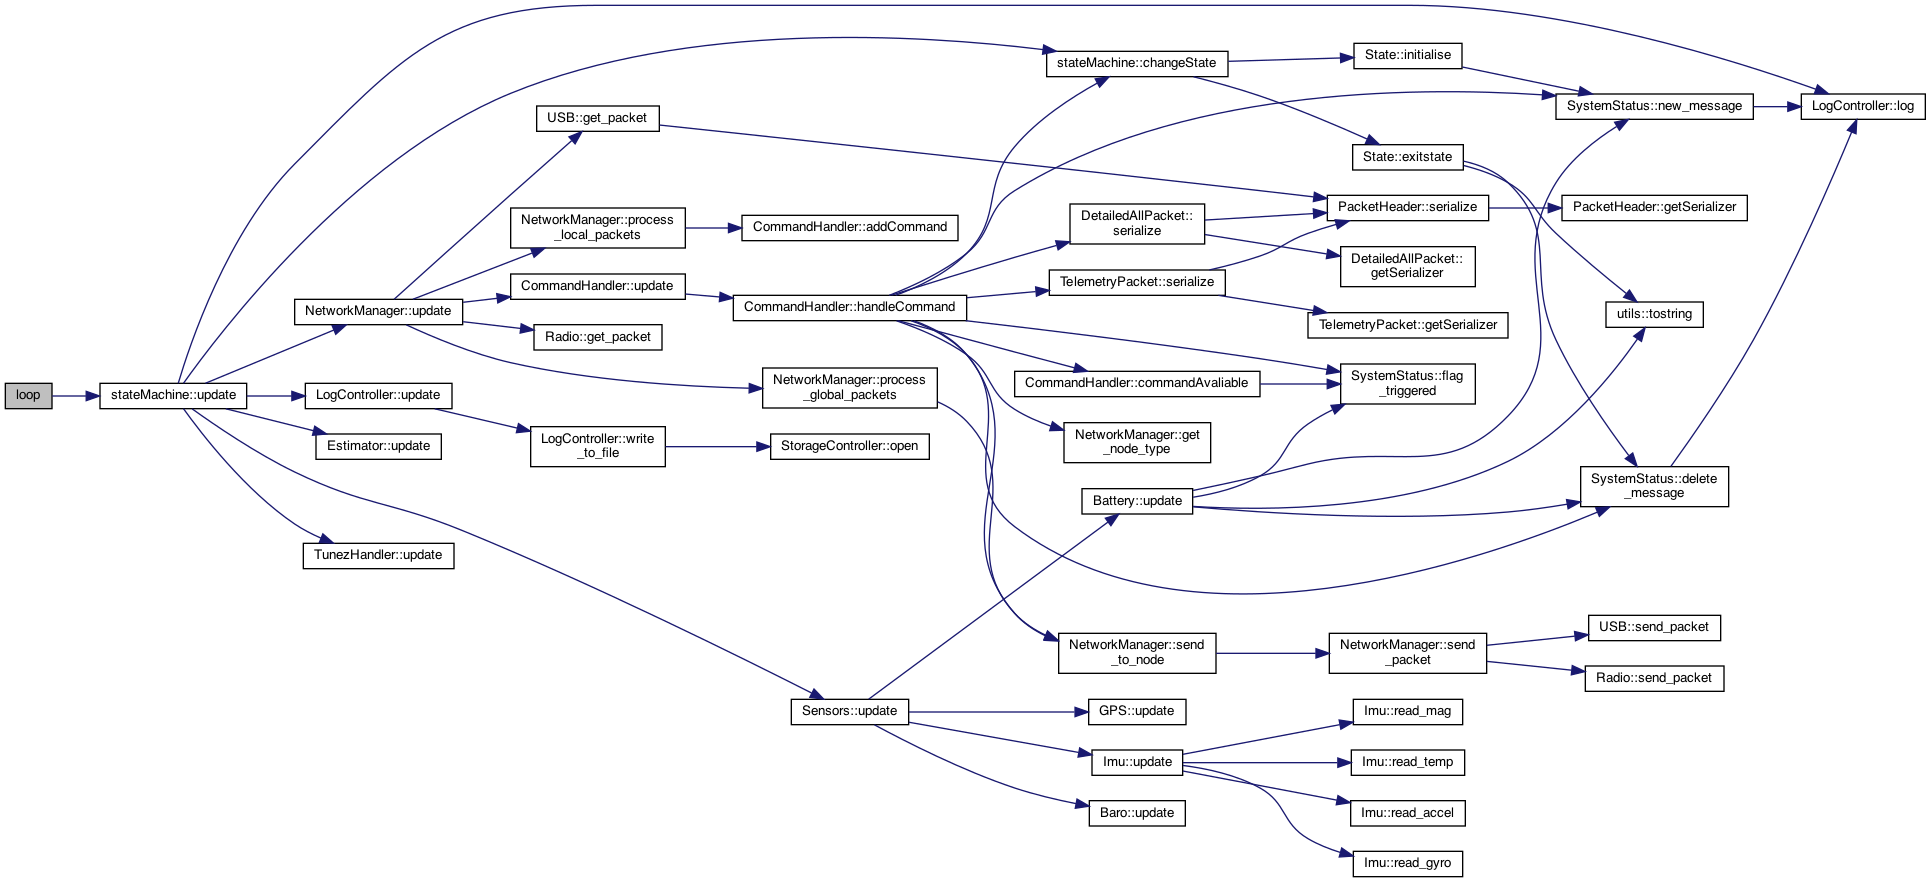 loop
stateMachine::update
NetworkManager::update
LogController::update
Estimator::update
TunezHandler::update
USB::get_packet
NetworkManager::process
_local_packets
CommandHandler::update
Radio::get_packet
LogController::write
_to_file
CommandHandler::addCommand
CommandHandler::handleCommand
NetworkManager::process
_global_packets
StorageController::open
Sensors::update
stateMachine::changeState
DetailedAllPacket::
serialize
TelemetryPacket::serialize
CommandHandler::commandAvaliable
NetworkManager::get
_node_type
Battery::update
NetworkManager::send
_to_node
GPS::update
Imu::update
Baro::update
State::initialise
State::exitstate
PacketHeader::serialize
DetailedAllPacket::
getSerializer
TelemetryPacket::getSerializer
SystemStatus::flag
_triggered
NetworkManager::send
_packet
Imu::read_mag
Imu::read_temp
Imu::read_accel
Imu::read_gyro
SystemStatus::new_message
PacketHeader::getSerializer
utils::tostring
SystemStatus::delete
_message
USB::send_packet
Radio::send_packet
LogController::log